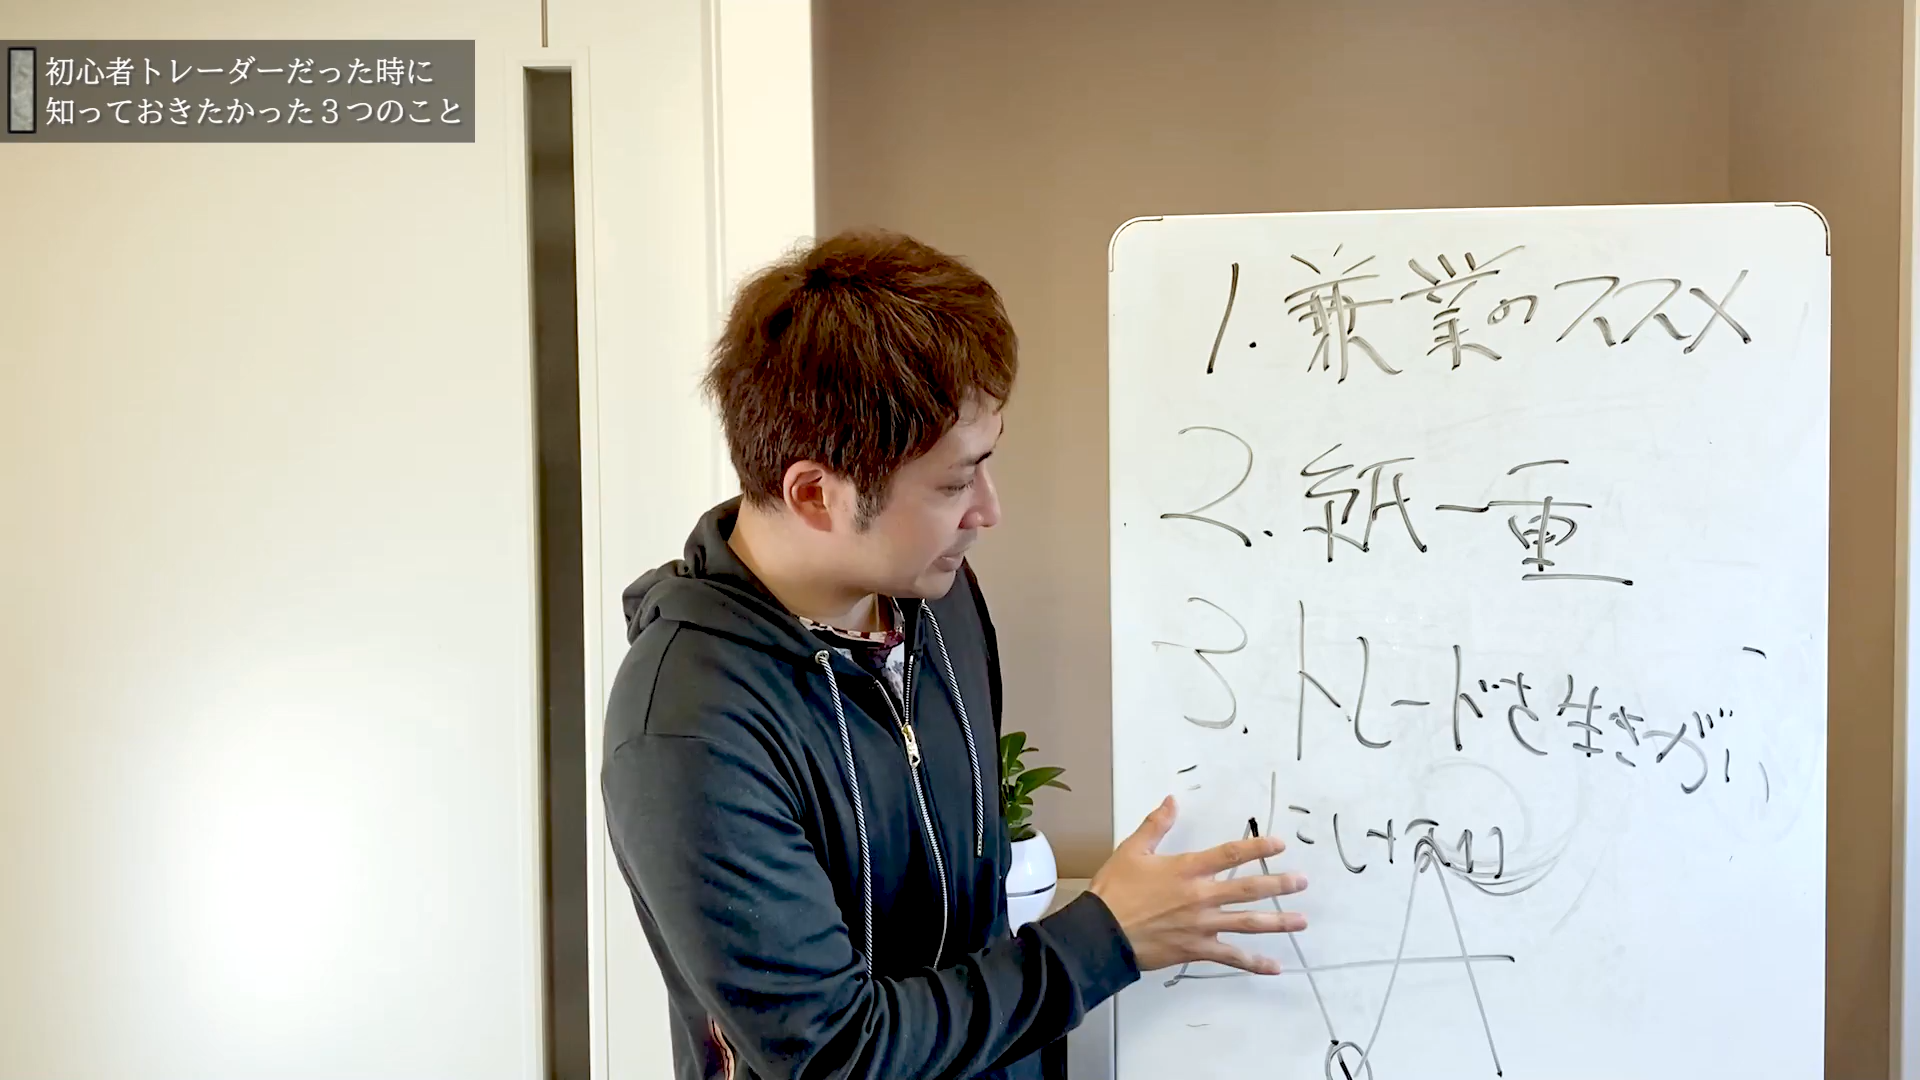 初心者トレーダーだった時に
知っておきたかった３つのこと
1. 兼業のススメ
2. 紙一重
3. トレードを生きがい
にしない